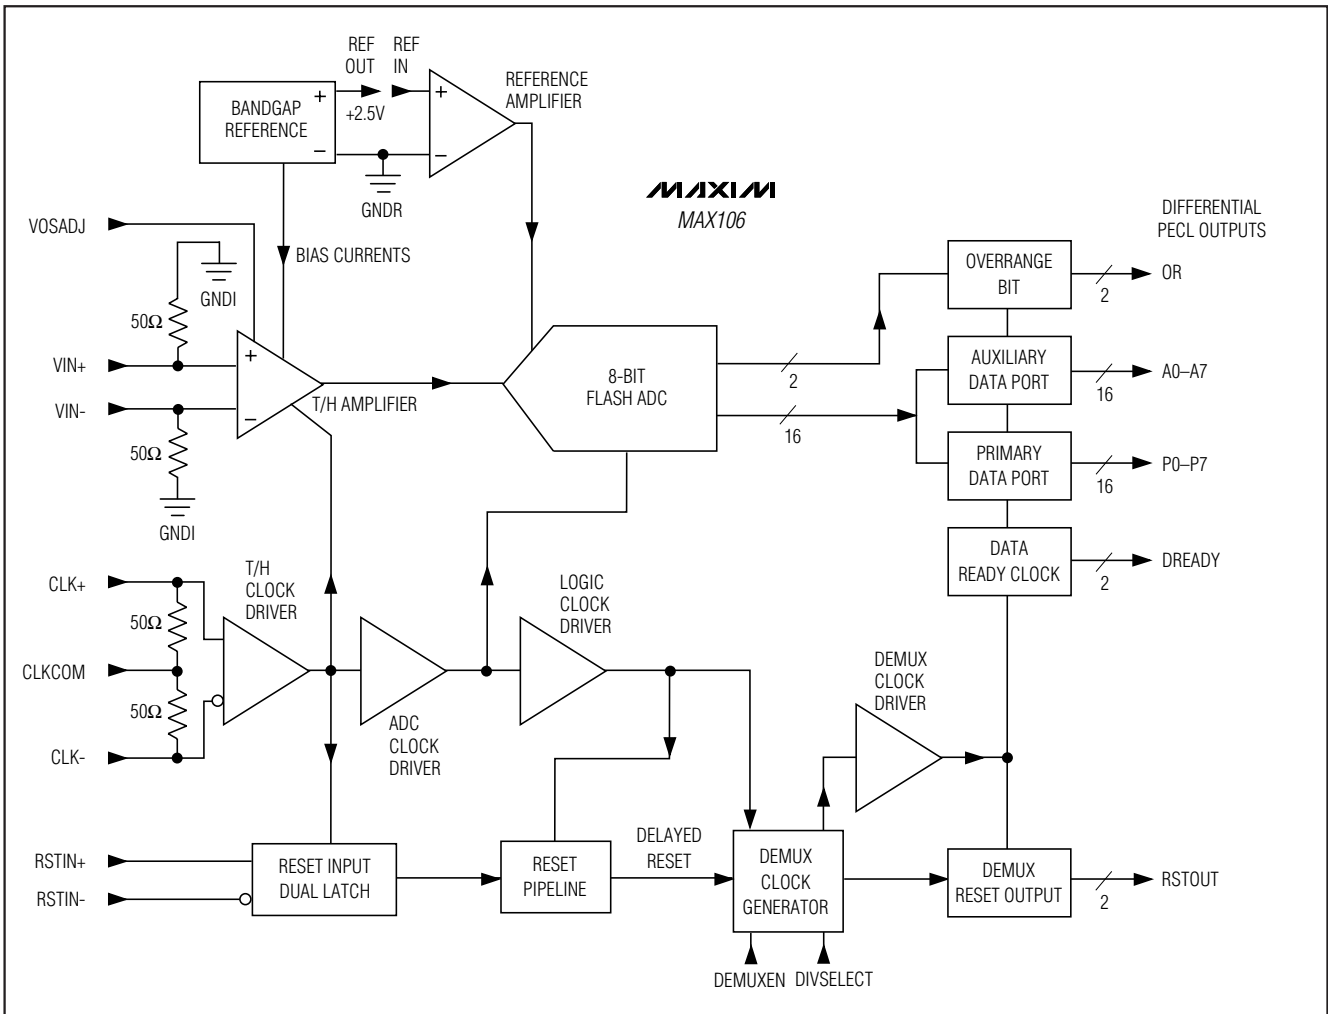 REF
OUT
REF
IN
+2.5V
BANDGAP
REFERENCE
+
−
+
−
REFERENCE
AMPLIFIER
GNDR
MAXIM
MAX106
DIFFERENTIAL
PECL OUTPUTS
VOSADJ
BIAS CURRENTS
GNDI
50Ω
VIN+
VIN-
+
−
T/H AMPLIFIER
50Ω
GNDI
8-BIT
FLASH ADC
2
16
OVERRANGE
BIT
2
OR
AUXILIARY
DATA PORT
16
A0–A7
PRIMARY
DATA PORT
16
P0–P7
DATA
READY CLOCK
2
DREADY
CLK+
50Ω
CLKCOM
50Ω
CLK-
T/H
CLOCK
DRIVER
ADC
CLOCK
DRIVER
LOGIC
CLOCK
DRIVER
DEMUX
CLOCK
DRIVER
RSTIN+
RSTIN-
RESET INPUT
DUAL LATCH
RESET
PIPELINE
DELAYED
RESET
DEMUX
CLOCK
GENERATOR
DEMUX
RESET OUTPUT
2
RSTOUT
DEMUXEN
DIVSELECT